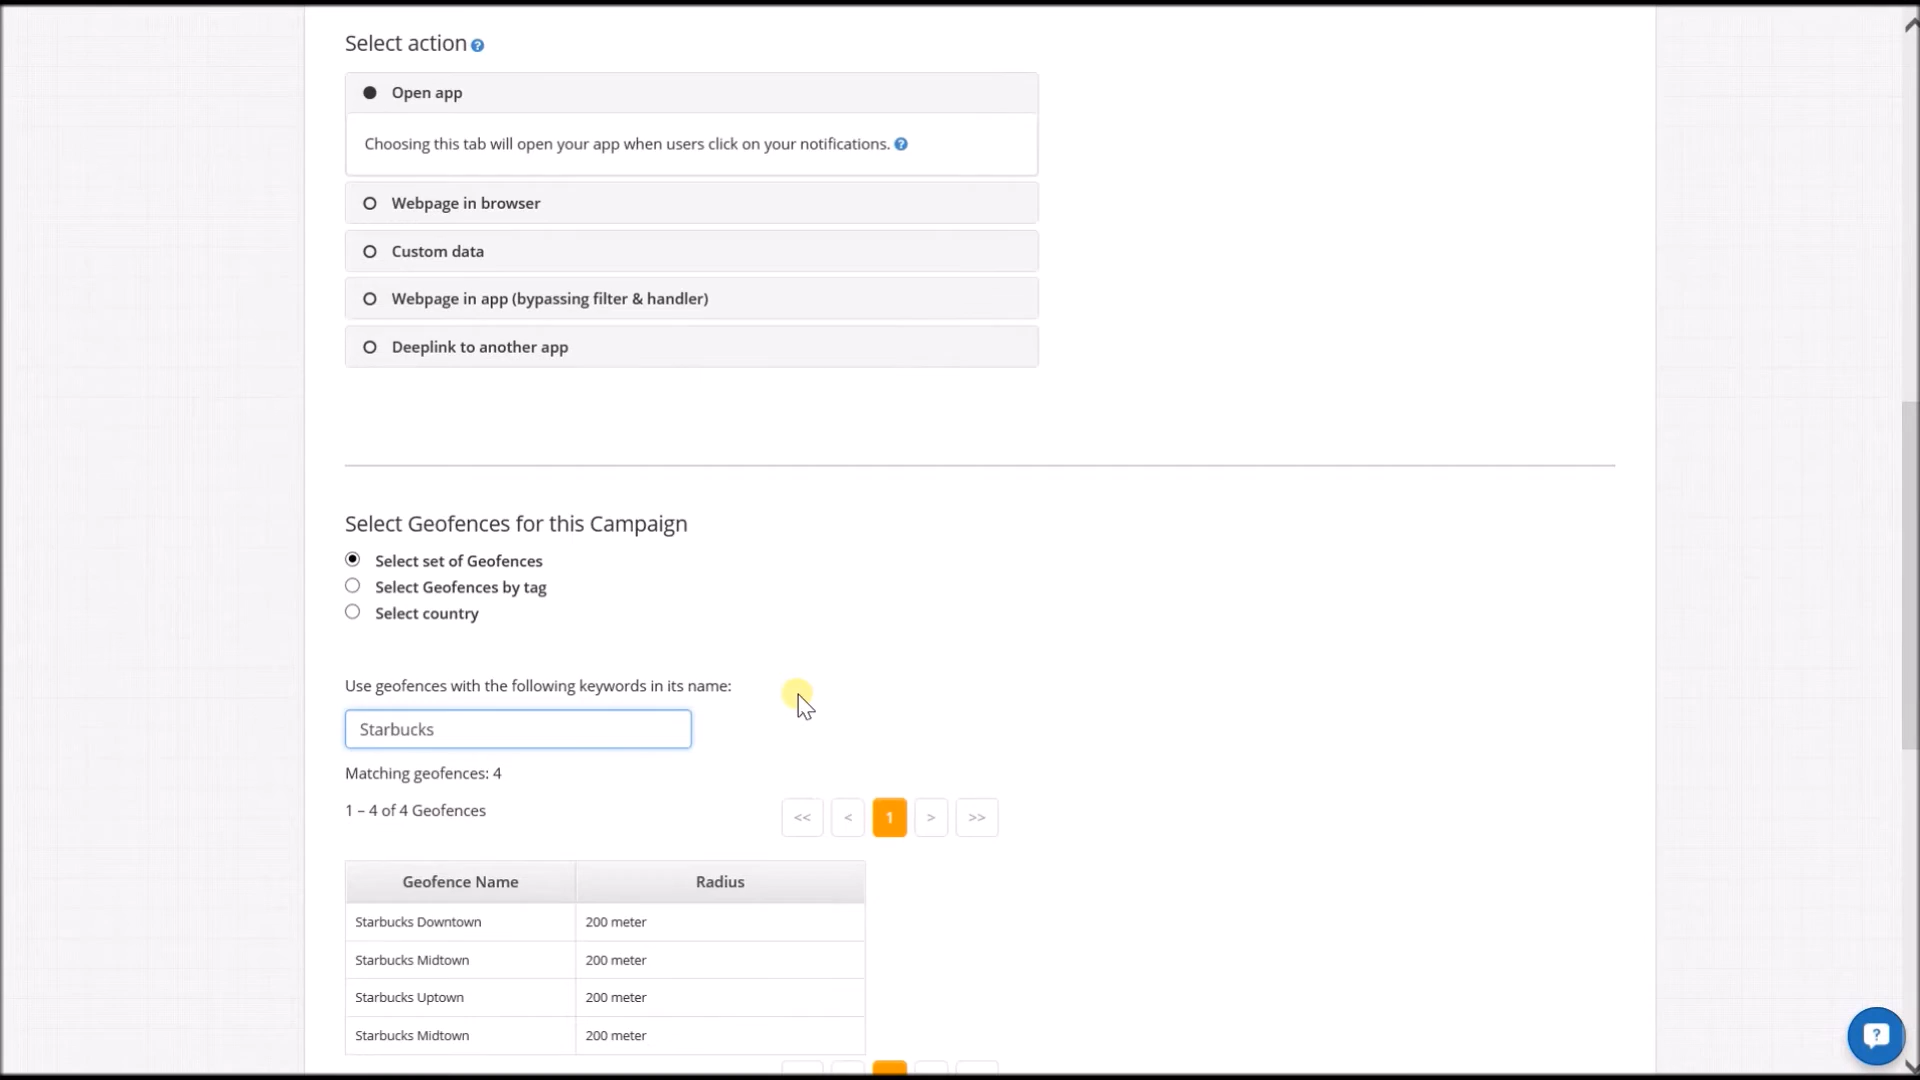 Select action ?
Open app
Choosing this tab will open your app when users click on your notifications. ?
Webpage in browser
Custom data
Webpage in app (bypassing filter & handler)
Deeplink to another app
Select Geofences for this Campaign
Select set of Geofences
Select Geofences by tag
Select country
Use geofences with the following keywords in its name:
Starbucks
Matching geofences: 4
1 – 4 of 4 Geofences << < 1 > >>
Geofence Name Radius
Starbucks Downtown 200 meter
Starbucks Midtown 200 meter
Starbucks Uptown 200 meter
Starbucks Midtown 200 meter
?